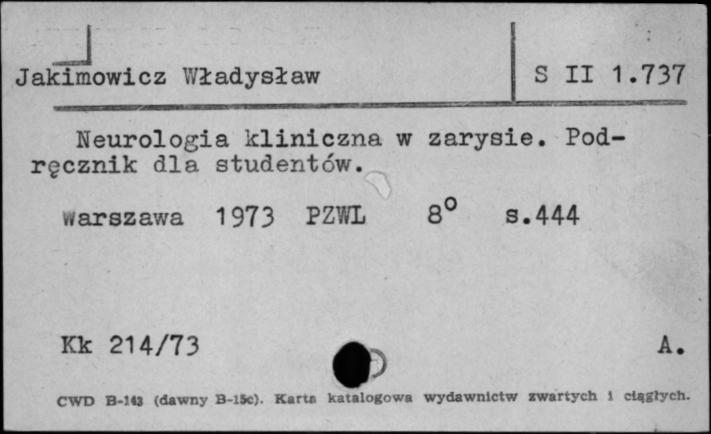 Jakimowicz Władysław
S II 1.737
Neurologia kliniczna w zarysie. Pod-
ręcznik dla studentów.
Warszawa 1973 PZWL 8° s.444
Kk 214/73
A.
CWD B-143 (dawny B-15c). Karta katalogowa wydawnictw zwartych i ciągłych.